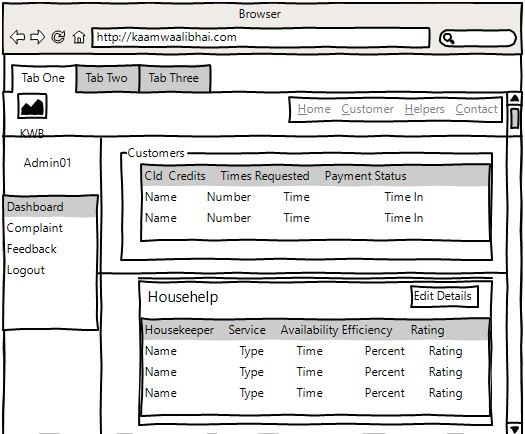 Browser
http://kaamwaalibhai.com
Tab One Tab Two Tab Three
Home Customer Helpers Contact
KWB
Admin01
Dashboard
Complaint
Feedback
Logout
Customers
CId Credits Times Requested Payment Status
Name Number Time Time In
Name Number Time Time In
Househelp Edit Details
Housekeeper Service Availability Efficiency Rating
Name Type Time Percent Rating
Name Type Time Percent Rating
Name Type Time Percent Rating